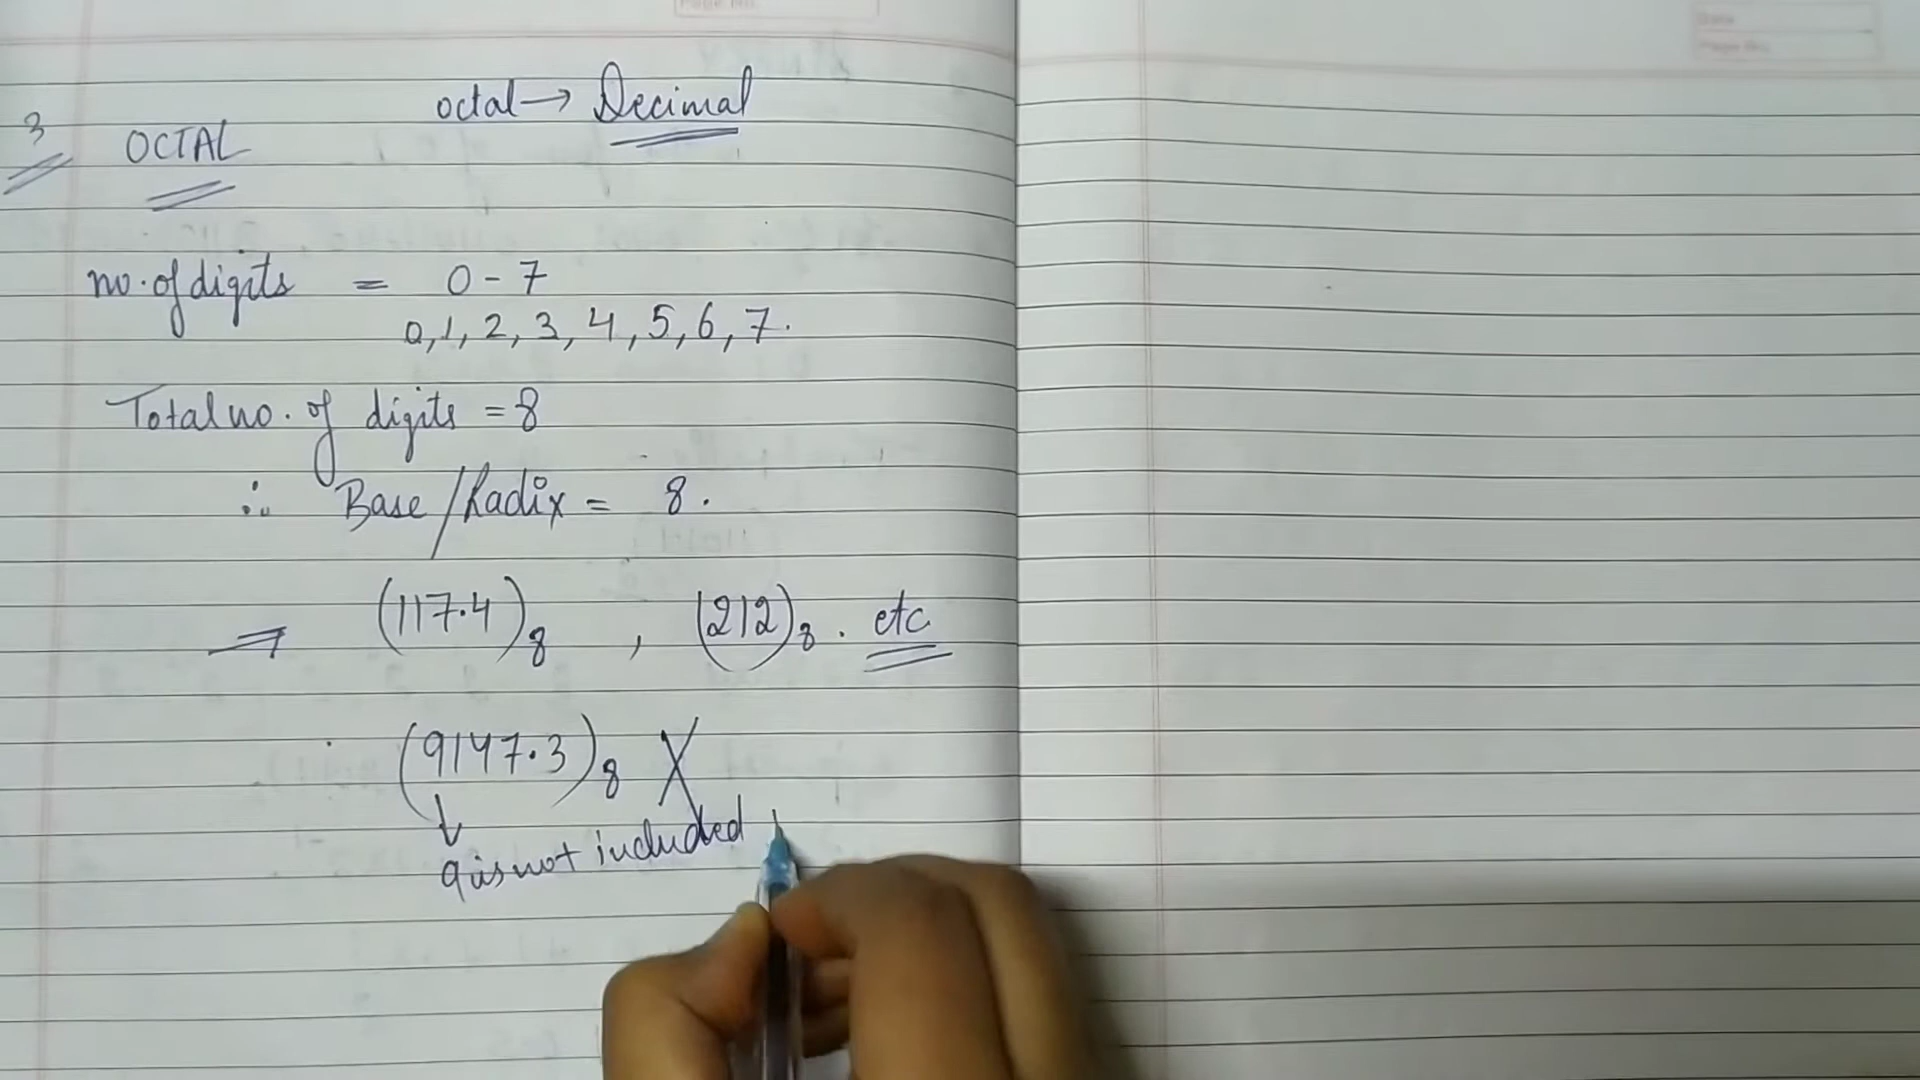 octal → Decimal
3 OCTAL
no. of digits = 0 - 7
0, 1, 2, 3, 4, 5, 6, 7.
Total no. of digits = 8
∴ Base / Radix = 8.
⇒ (117.4)8 , (212)8 . etc
(9147.3)8 X
↓
9 is not included